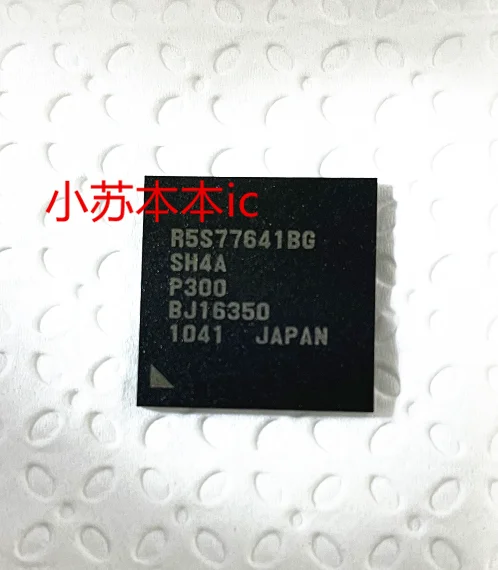 小苏本本ic
R5S77641BG
SH4A
P300
BJ16350
1041 JAPAN